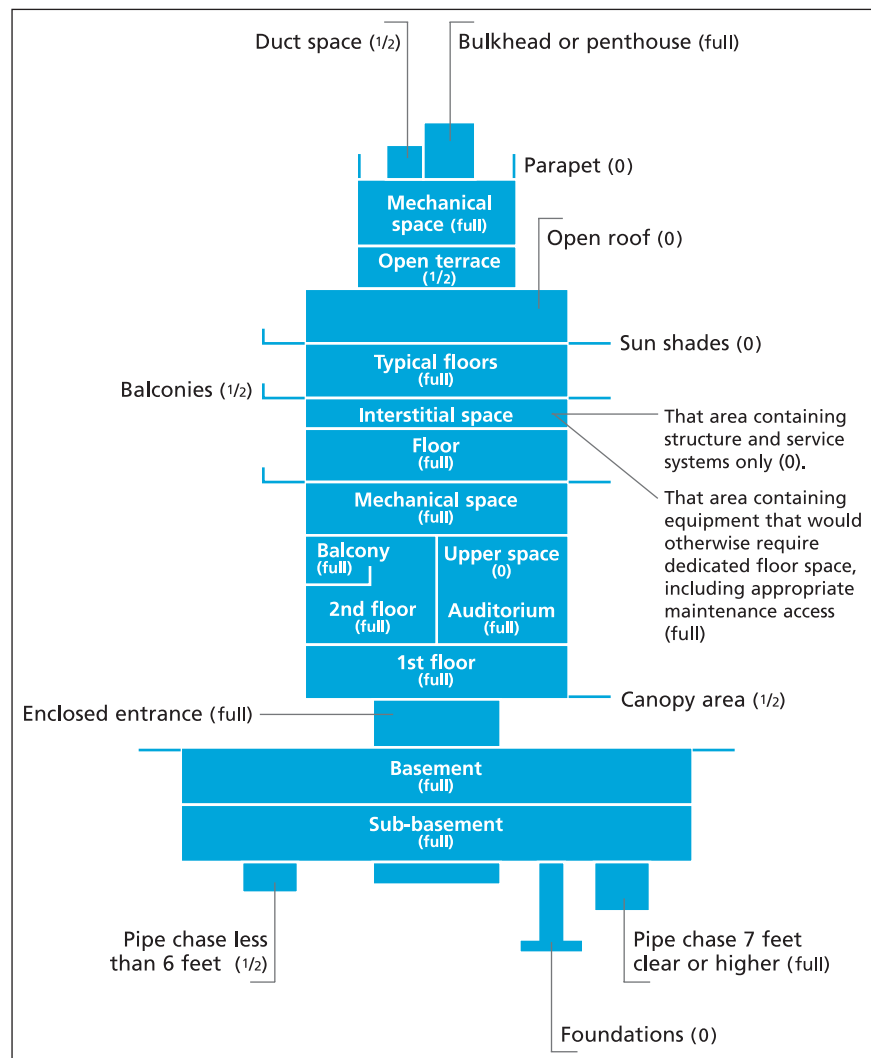 Duct space (1/2)
Bulkhead or penthouse (full)
Parapet (0)
Mechanical
space (full)
Open roof (0)
Open terrace
(1/2)
Sun shades (0)
Typical floors
(full)
Balconies (1/2)
Interstitial space
That area containing
structure and service
systems only (0).
Floor
(full)
That area containing
equipment that would
otherwise require
dedicated floor space,
including appropriate
maintenance access
(full)
Mechanical space
(full)
Balcony
(full)
Upper space
(0)
2nd floor
(full)
Auditorium
(full)
1st floor
(full)
Canopy area (1/2)
Enclosed entrance (full)
Basement
(full)
Sub-basement
(full)
Pipe chase less
than 6 feet (1/2)
Pipe chase 7 feet
clear or higher (full)
Foundations (0)